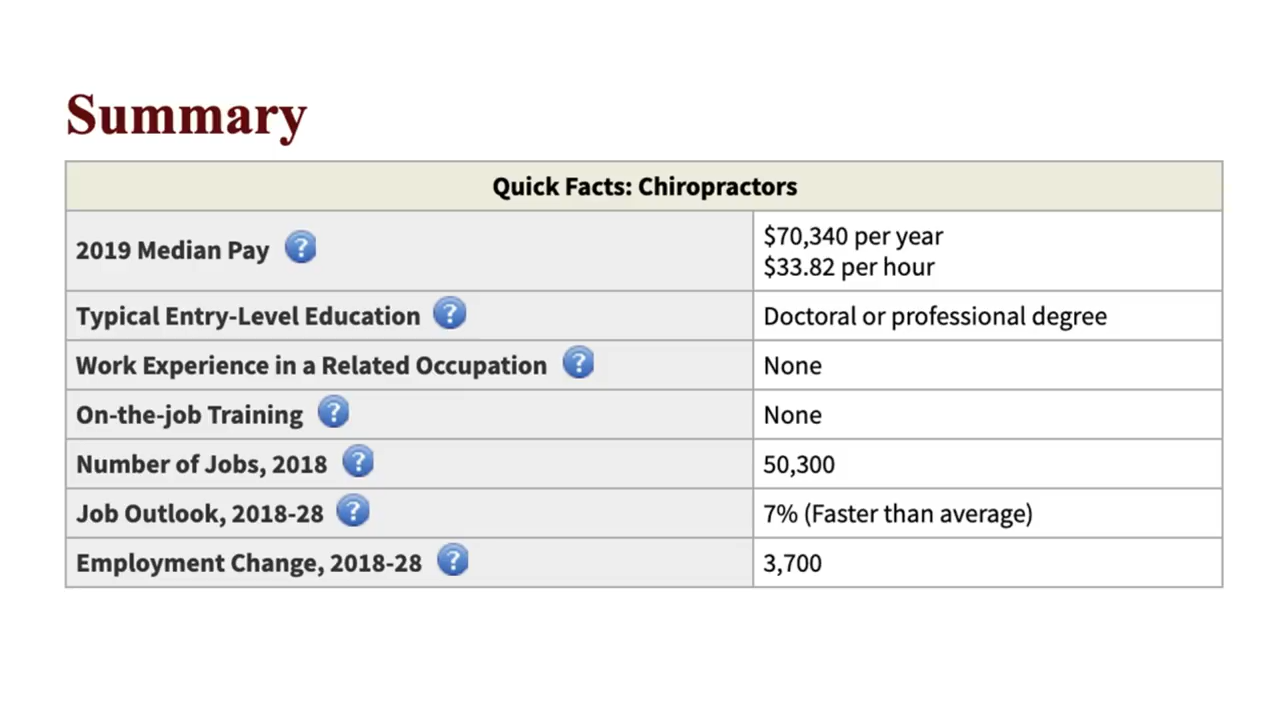 Summary
Quick Facts: Chiropractors
2019 Median Pay ?
$70,340 per year
$33.82 per hour
Typical Entry-Level Education ?
Doctoral or professional degree
Work Experience in a Related Occupation ?
None
On-the-job Training ?
None
Number of Jobs, 2018 ?
50,300
Job Outlook, 2018-28 ?
7% (Faster than average)
Employment Change, 2018-28 ?
3,700